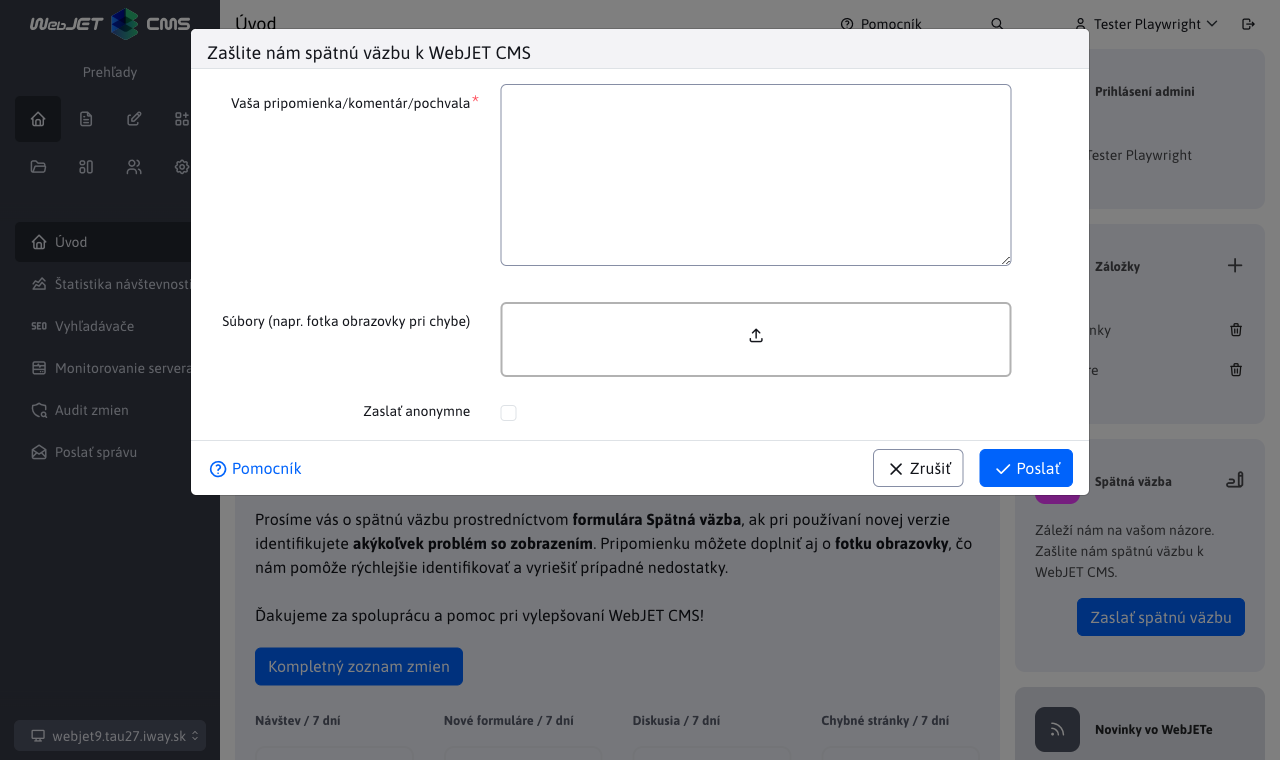 WebJET CMS
Úvod
Pomocník
Tester Playwright
Prehľady
Úvod
Štatistika návštevnosti
SEO Vyhľadávače
Monitorovanie servera
Audit zmien
Poslať správu
webjet9.tau27.iway.sk
Zašlite nám spätnú väzbu k WebJET CMS
Vaša pripomienka/komentár/pochvala*
Súbory (napr. fotka obrazovky pri chybe)
Zaslať anonymne
Pomocník
Zrušiť
Poslať
Prosíme vás o spätnú väzbu prostredníctvom formulára Spätná väzba, ak pri používaní novej verzie
identifikujete akýkoľvek problém so zobrazením. Pripomienku môžete doplniť aj o fotku obrazovky, čo
nám pomôže rýchlejšie identifikovať a vyriešiť prípadné nedostatky.
Ďakujeme za spoluprácu a pomoc pri vylepšovaní WebJET CMS!
Kompletný zoznam zmien
Návštev / 7 dní
Nové formuláre / 7 dní
Diskusia / 7 dní
Chybné stránky / 7 dní
Prihlásení admini
Tester Playwright
Záložky
nky
re
Spätná väzba
Záleží nám na vašom názore.
Zašlite nám spätnú väzbu k
WebJET CMS.
Zaslať spätnú väzbu
Novinky vo WebJETe